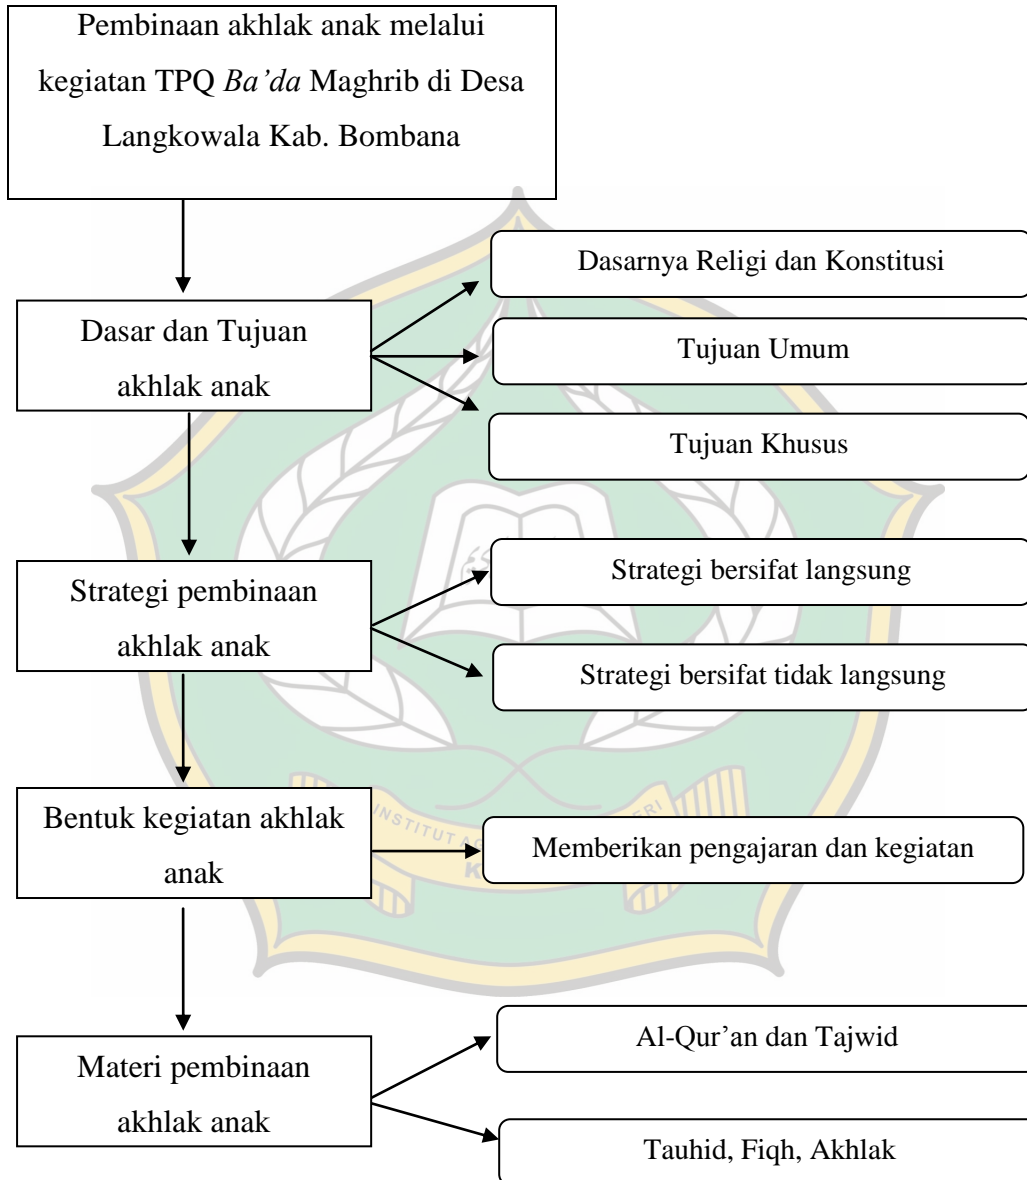 Pembinaan akhlak anak melalui
kegiatan TPQ Ba’da Maghrib di Desa
Langkowala Kab. Bombana
Dasar dan Tujuan
akhlak anak
Dasarnya Religi dan Konstitusi
Tujuan Umum
Tujuan Khusus
Strategi pembinaan
akhlak anak
Strategi bersifat langsung
Strategi bersifat tidak langsung
Bentuk kegiatan akhlak
anak
Memberikan pengajaran dan kegiatan
INSTITUT
Materi pembinaan
akhlak anak
Al-Qur’an dan Tajwid
Tauhid, Fiqh, Akhlak